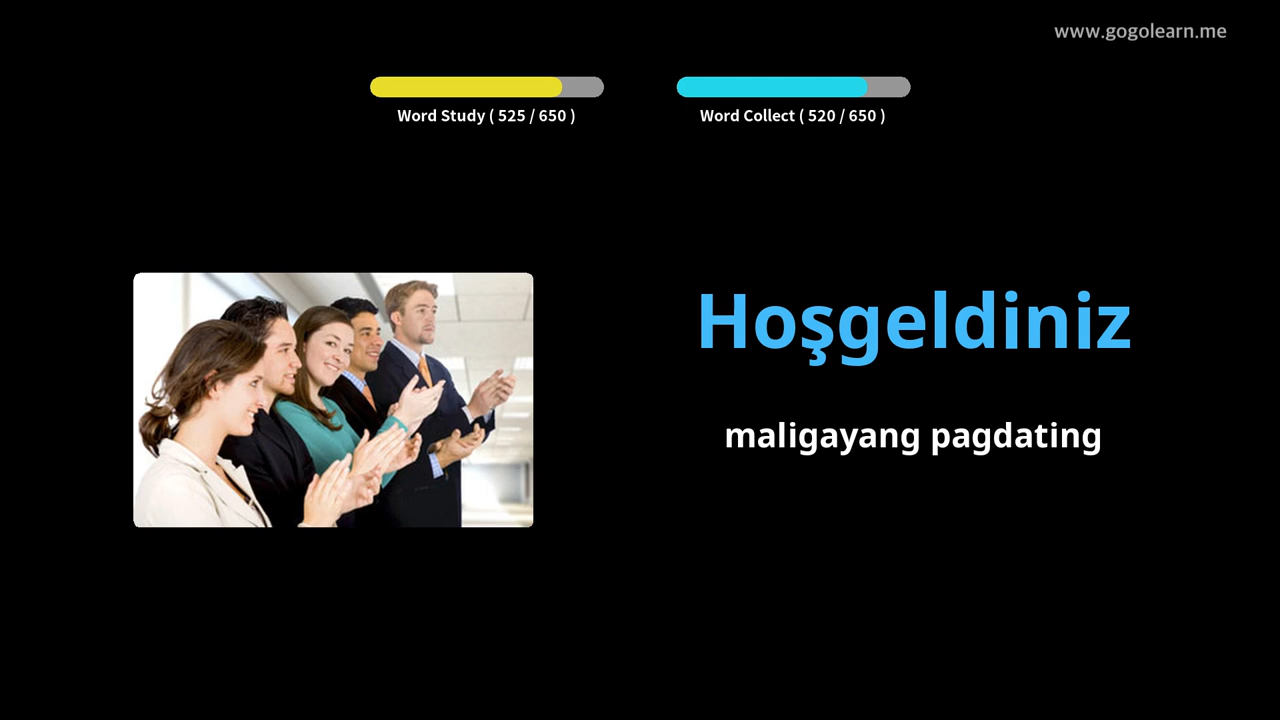 www.gogolearn.me
Word Study ( 525 / 650 )
Word Collect ( 520 / 650 )
Hoşgeldiniz
maligayang pagdating